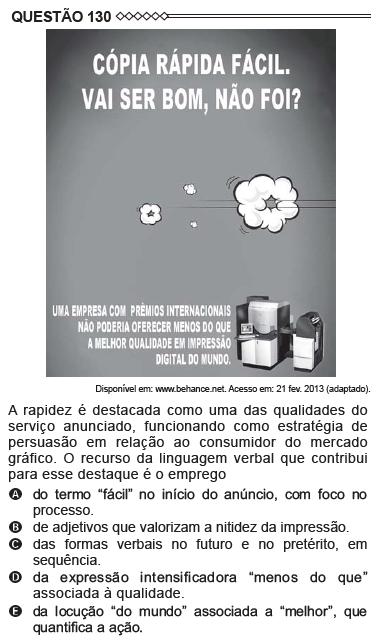 QUESTÃO 130
CÓPIA RÁPIDA FÁCIL.
VAI SER BOM, NÃO FOI?
UMA EMPRESA COM PRÊMIOS INTERNACIONAIS
NÃO PODERIA OFERECER MENOS DO QUE
A MELHOR QUALIDADE EM IMPRESSÃO
DIGITAL DO MUNDO.
Disponível em: www.behance.net. Acesso em: 21 fev. 2013 (adaptado).
A rapidez é destacada como uma das qualidades do
serviço anunciado, funcionando como estratégia de
persuasão em relação ao consumidor do mercado
gráfico. O recurso da linguagem verbal que contribui
para esse destaque é o emprego
A do termo “fácil” no início do anúncio, com foco no
processo.
B de adjetivos que valorizam a nitidez da impressão.
C das formas verbais no futuro e no pretérito, em
sequência.
D da expressão intensificadora “menos do que”
associada à qualidade.
E da locução “do mundo” associada a “melhor”, que
quantifica a ação.